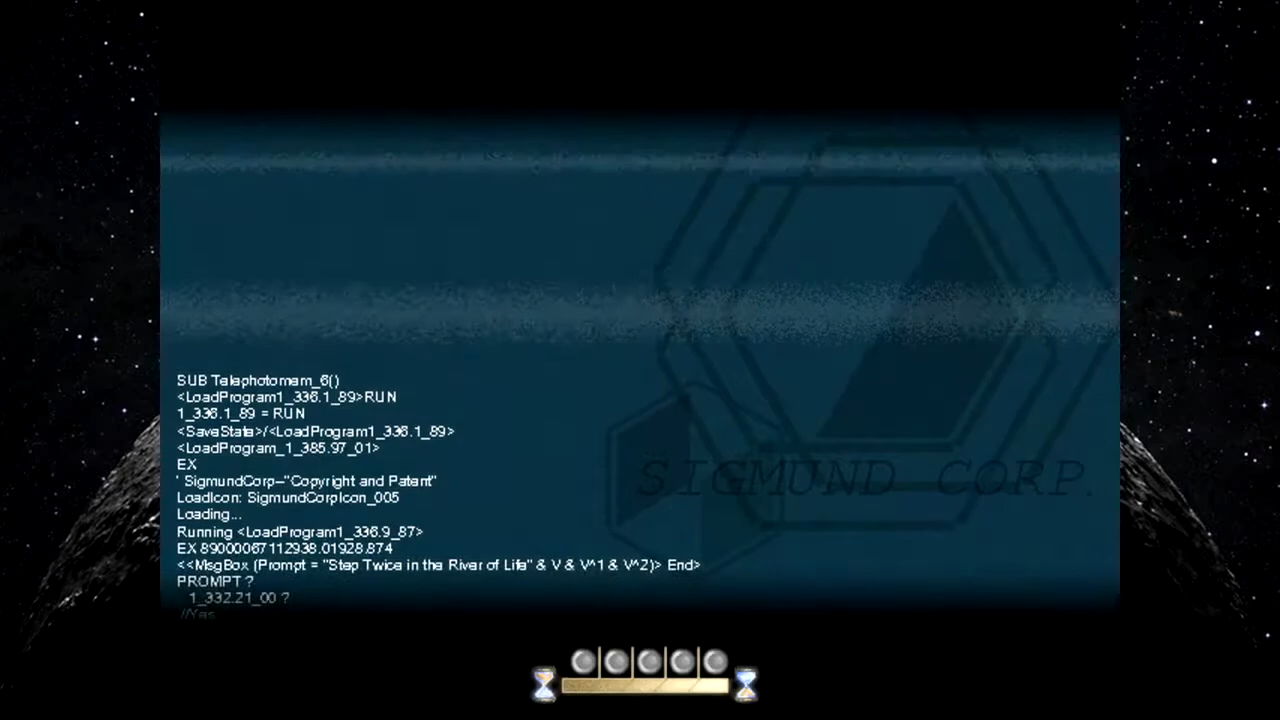 SIGMUND CORP.
SUB Telephotomem_6()
<LoadProgram1_336.1_89>RUN
1_336.1_89 = RUN
<SaveState>/<LoadProgram1_336.1_89>
<LoadProgram_1_385.97_01>
EX
' SigmundCorp--"Copyright and Patent"
LoadIcon: SigmundCorpIcon_005
Loading...
Running <LoadProgram1_336.9_87>
EX 89000067112938.01928.874
<<MsgBox (Prompt = "Step Twice in the River of Life" & V & V^1 & V^2)> End>
PROMPT ?
1_332.21_00 ?
//Yes